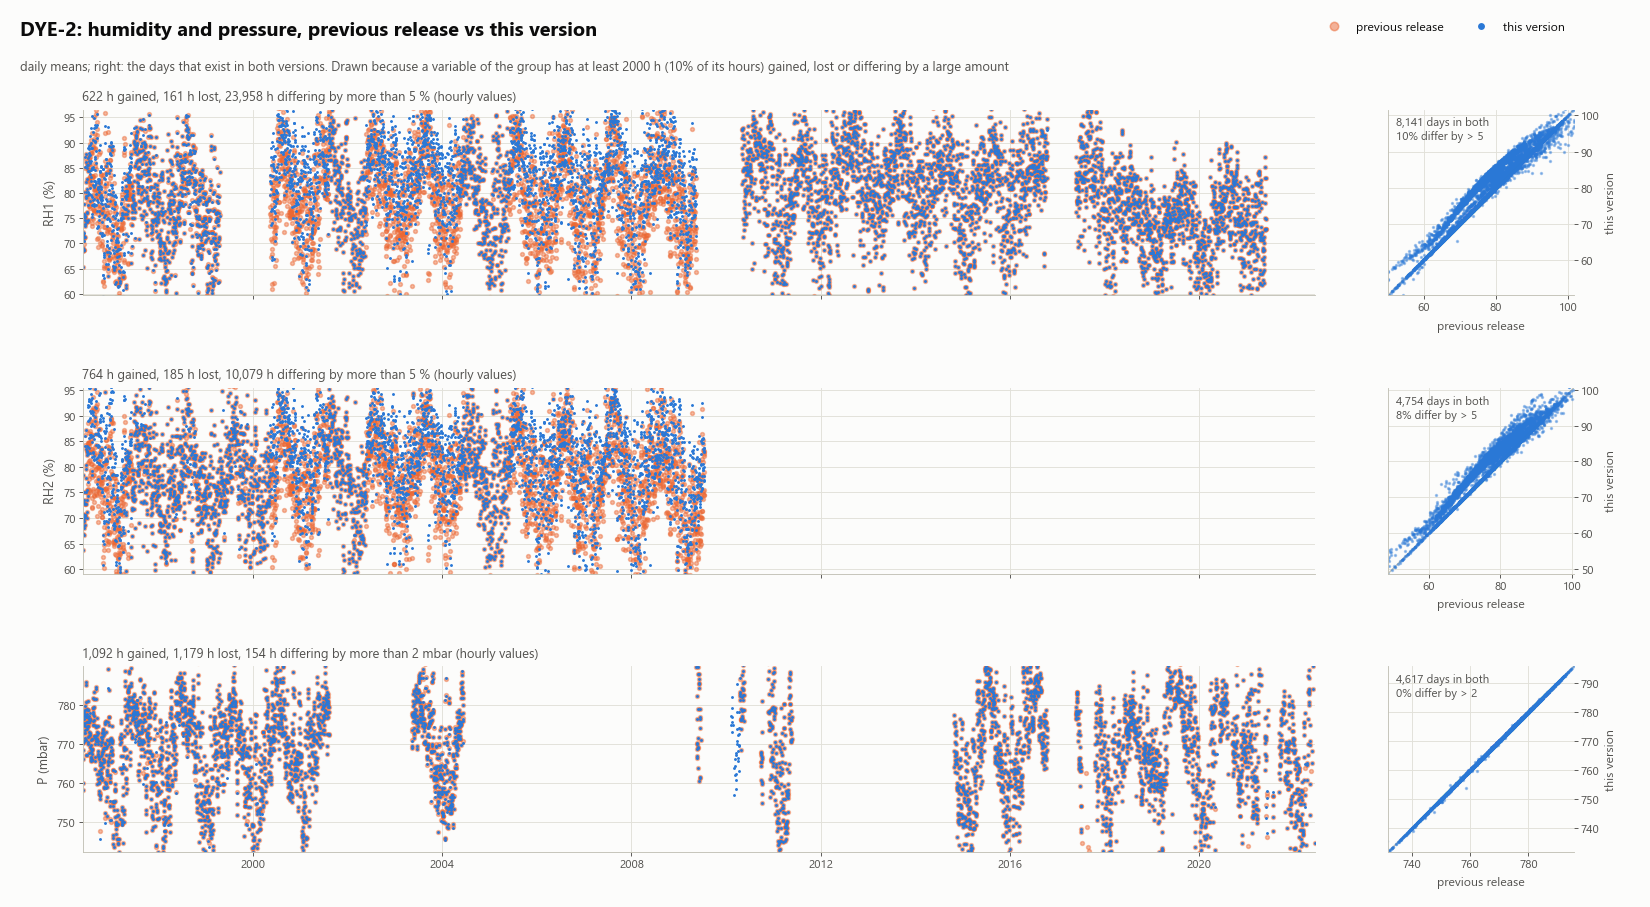 DYE-2: humidity and pressure, previous release vs this version
previous release
this version
daily means; right: the days that exist in both versions. Drawn because a variable of the group has at least 2000 h (10% of its hours) gained, lost or differing by a large amount
622 h gained, 161 h lost, 23,958 h differing by more than 5 % (hourly values)
RH1 (%)
95
90
85
80
75
70
65
60
8,141 days in both
10% differ by > 5
100
90
80
70
60
this version
60
80
100
previous release
764 h gained, 185 h lost, 10,079 h differing by more than 5 % (hourly values)
RH2 (%)
95
90
85
80
75
70
65
60
4,754 days in both
8% differ by > 5
100
90
80
70
60
50
this version
60
80
100
previous release
1,092 h gained, 1,179 h lost, 154 h differing by more than 2 mbar (hourly values)
P (mbar)
780
770
760
750
2000
2004
2008
2012
2016
2020
4,617 days in both
0% differ by > 2
790
780
770
760
750
740
this version
740
760
780
previous release